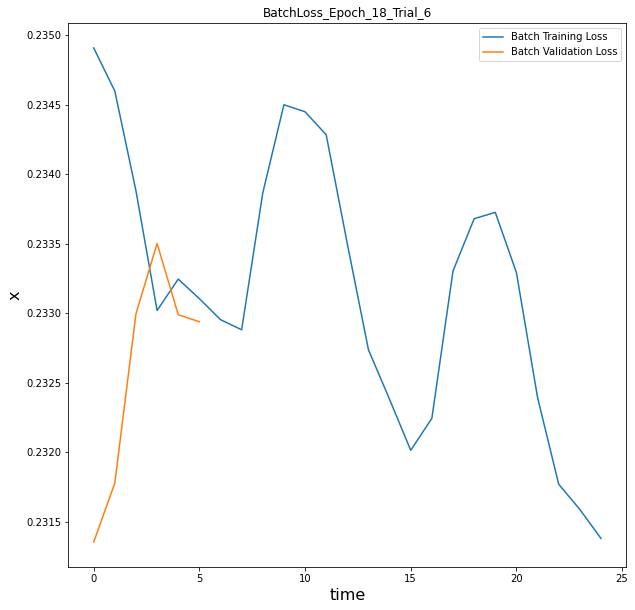 BatchLoss_Epoch_18_Trial_6
Batch Training Loss
Batch Validation Loss
0.2350
0.2345
0.2340
0.2335
0.2330
0.2325
0.2320
0.2315
x
0 5 10 15 20 25
time